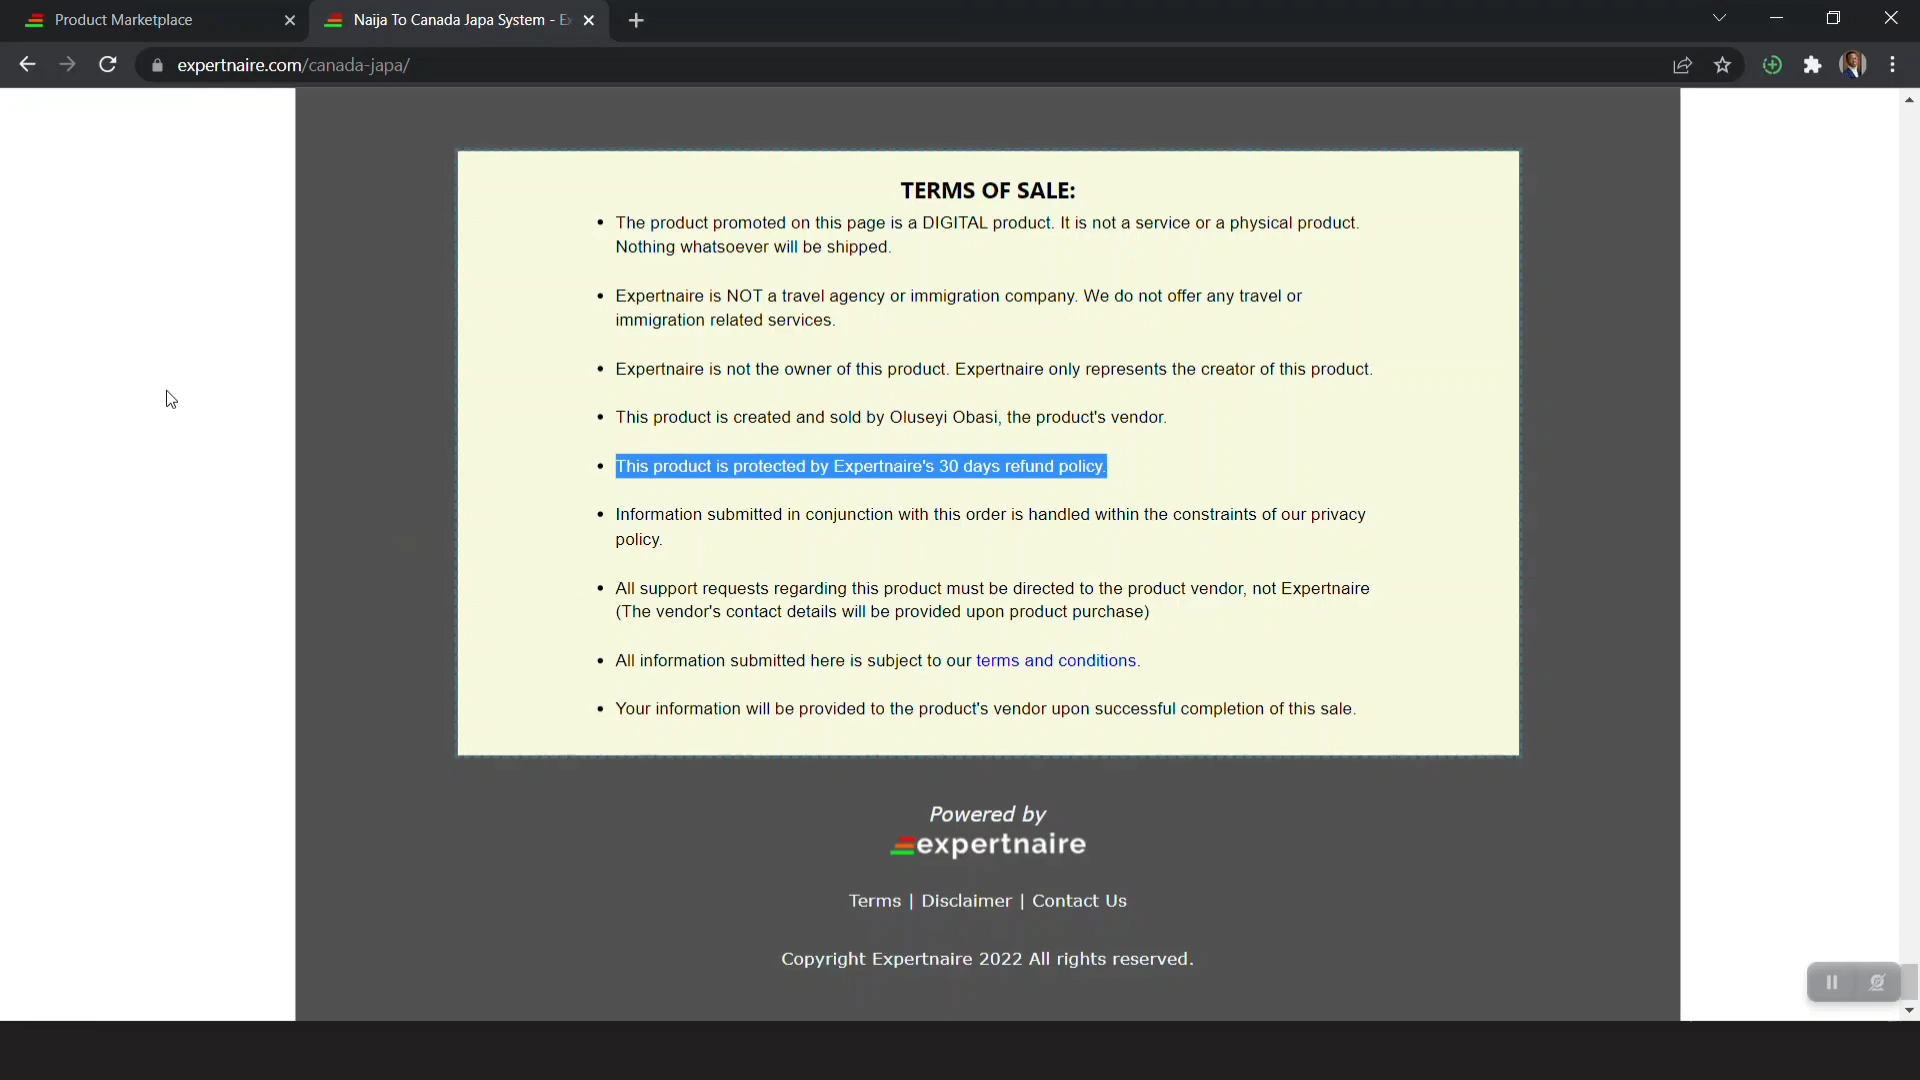 Product Marketplace
Naija To Canada Japa System - Ex
expertnaire.com/canada-japa/
TERMS OF SALE:
• The product promoted on this page is a DIGITAL product. It is not a service or a physical product.
Nothing whatsoever will be shipped.
• Expertnaire is NOT a travel agency or immigration company. We do not offer any travel or
immigration related services.
• Expertnaire is not the owner of this product. Expertnaire only represents the creator of this product.
• This product is created and sold by Oluseyi Obasi, the product's vendor.
• This product is protected by Expertnaire's 30 days refund policy.
• Information submitted in conjunction with this order is handled within the constraints of our privacy
policy.
• All support requests regarding this product must be directed to the product vendor, not Expertnaire
(The vendor's contact details will be provided upon product purchase)
• All information submitted here is subject to our terms and conditions.
• Your information will be provided to the product's vendor upon successful completion of this sale.
Powered by
expertnaire
Terms | Disclaimer | Contact Us
Copyright Expertnaire 2022 All rights reserved.